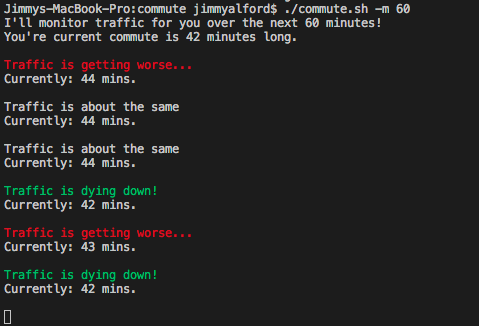 Jimmys-MacBook-Pro:commute jimmyalford$ ./commute.sh -m 60
I'll monitor traffic for you over the next 60 minutes!
You're current commute is 42 minutes long.
Traffic is getting worse...
Currently: 44 mins.
Traffic is about the same
Currently: 44 mins.
Traffic is about the same
Currently: 44 mins.
Traffic is dying down!
Currently: 42 mins.
Traffic is getting worse...
Currently: 43 mins.
Traffic is dying down!
Currently: 42 mins.